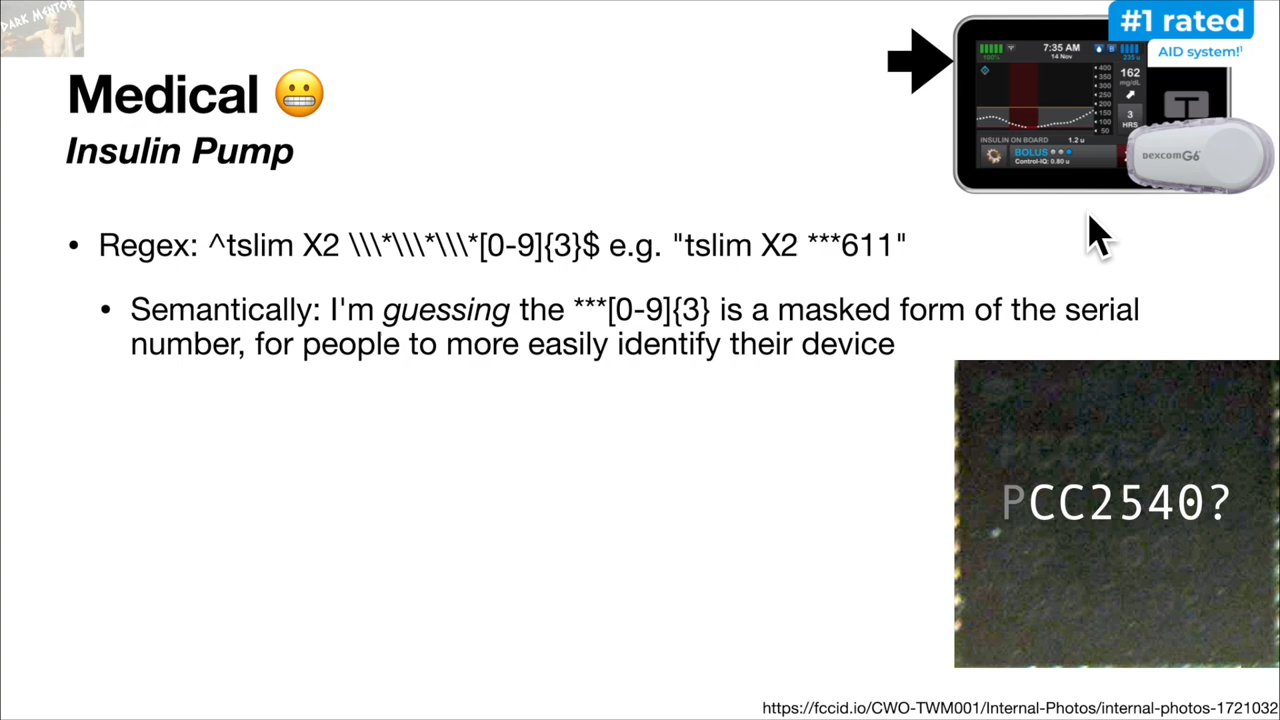 DARK MENTOR
#1 rated
AID system!¹
Medical 😬
Insulin Pump
100%
7:35 AM
14 Nov
235 u
400
350
300
250
200
150
100
50
162
mg/dL
3
HRS
INSULIN ON BOARD 1.2 u
BOLUS
Control-IQ: 0.80 u
T
dexcom G6
• Regex: ^tslim X2 \\\*\\\*\\\*[0-9]{3}$ e.g. "tslim X2 ***611"
• Semantically: I'm guessing the ***[0-9]{3} is a masked form of the serial
number, for people to more easily identify their device
PCC2540?
https://fccid.io/CWO-TWM001/Internal-Photos/internal-photos-1721032